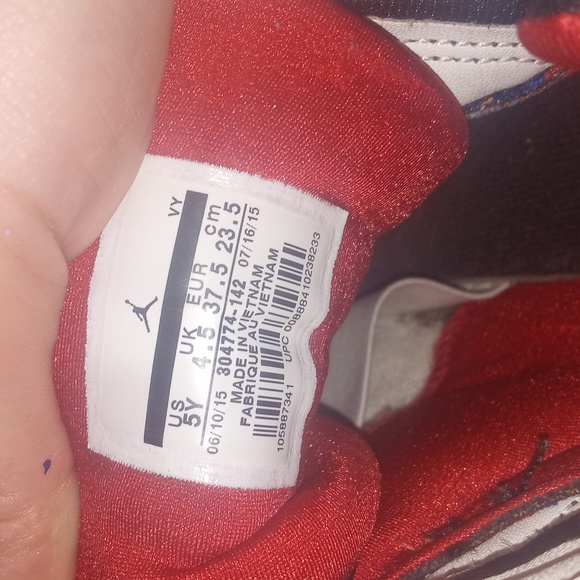 VY
US UK EUR cm
5Y 4.5 37.5 23.5
06/10/15 304774-142 07/16/15
MADE IN VIETNAM
FABRIQUE AU VIETNAM
105887341 UPC 00888410238233